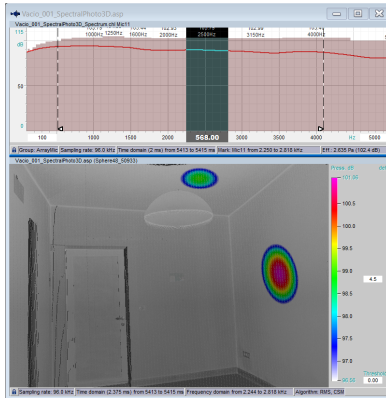 Vacio_001_SpectralPhoto3D.asp
Vacio_001_SpectralPhoto3D_Spectrum.phl Mic11
115
1000Hz 1250Hz 1600Hz 2000Hz 2500Hz 3150Hz 4000Hz
dB
50
0
100 1000 1500 2000 568.00 3000 3500 4000 Hz 5000
Group: ArrayMic Sampling rate: 96.0 kHz Time domain (2 ms) from 5413 to 5415 ms Mark: Mic11 from 2.250 to 2.818 kHz Eff.: 2.635 Pa (102.4 dB)
Vacio_001_SpectralPhoto3D.asp (Sphere48_50933)
100.5
100.0
99.5
99.0
4.5
98.5
98.0
97.5
97.0
Threshold
0.00
Sampling rate: 96.0 kHz Time domain (2.375 ms) from 5413 to 5415 ms Frequency domain from 2.244 to 2.818 kHz Algorithm: RMS, CSM